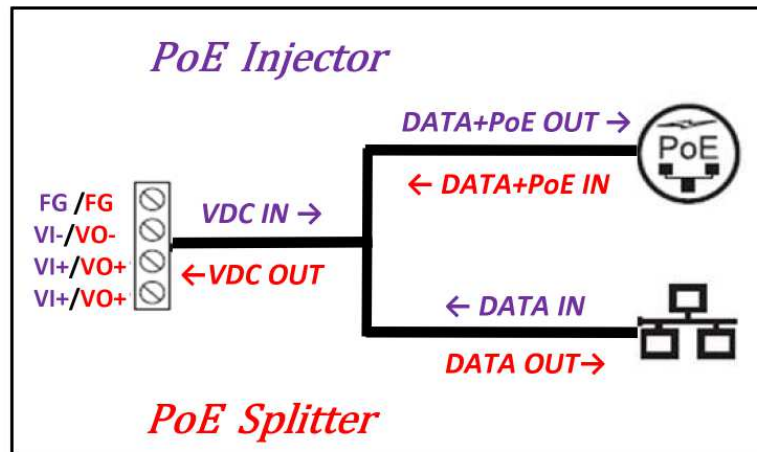 PoE Injector
DATA+PoE OUT →
PoE
← DATA+PoE IN
FG /FG
VDC IN →
VI-/VO-
VI+/VO+
←VDC OUT
VI+/VO+
← DATA IN
DATA OUT→
PoE Splitter